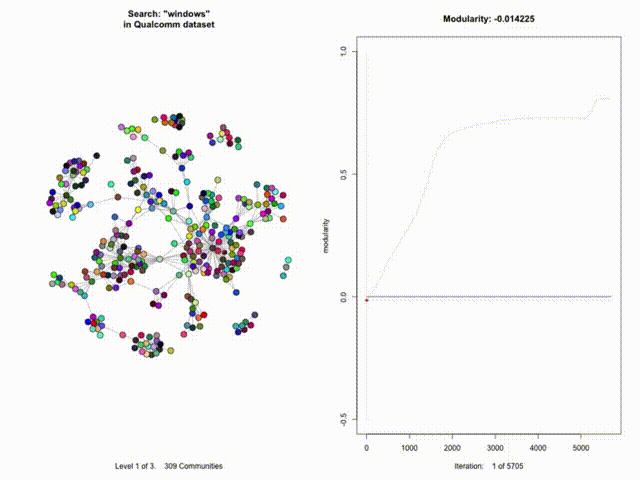 Search: "windows"
in Qualcomm dataset
Level 1 of 3. 309 Communities
Modularity: -0.014225
1.0
0.5
0.0
-0.5
modularity
0 1000 2000 3000 4000 5000
Iteration: 1 of 5705